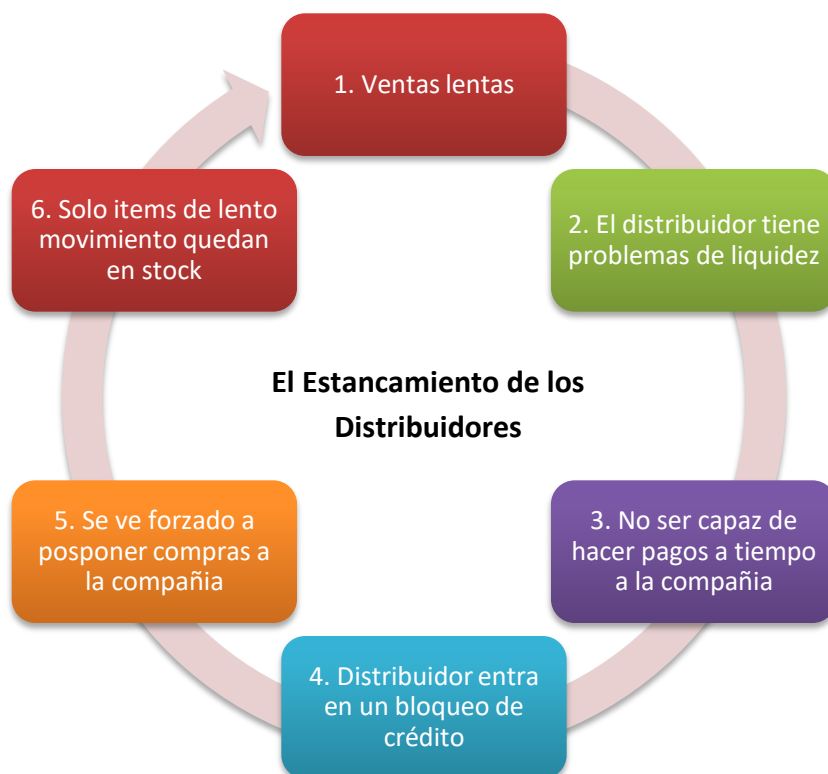 1. Ventas lentas
2. El distribuidor tiene
problemas de liquidez
3. No ser capaz de
hacer pagos a tiempo
a la compañia
4. Distribuidor entra
en un bloqueo de
crédito
5. Se ve forzado a
posponer compras a
la compañia
6. Solo items de lento
movimiento quedan
en stock
El Estancamiento de los
Distribuidores